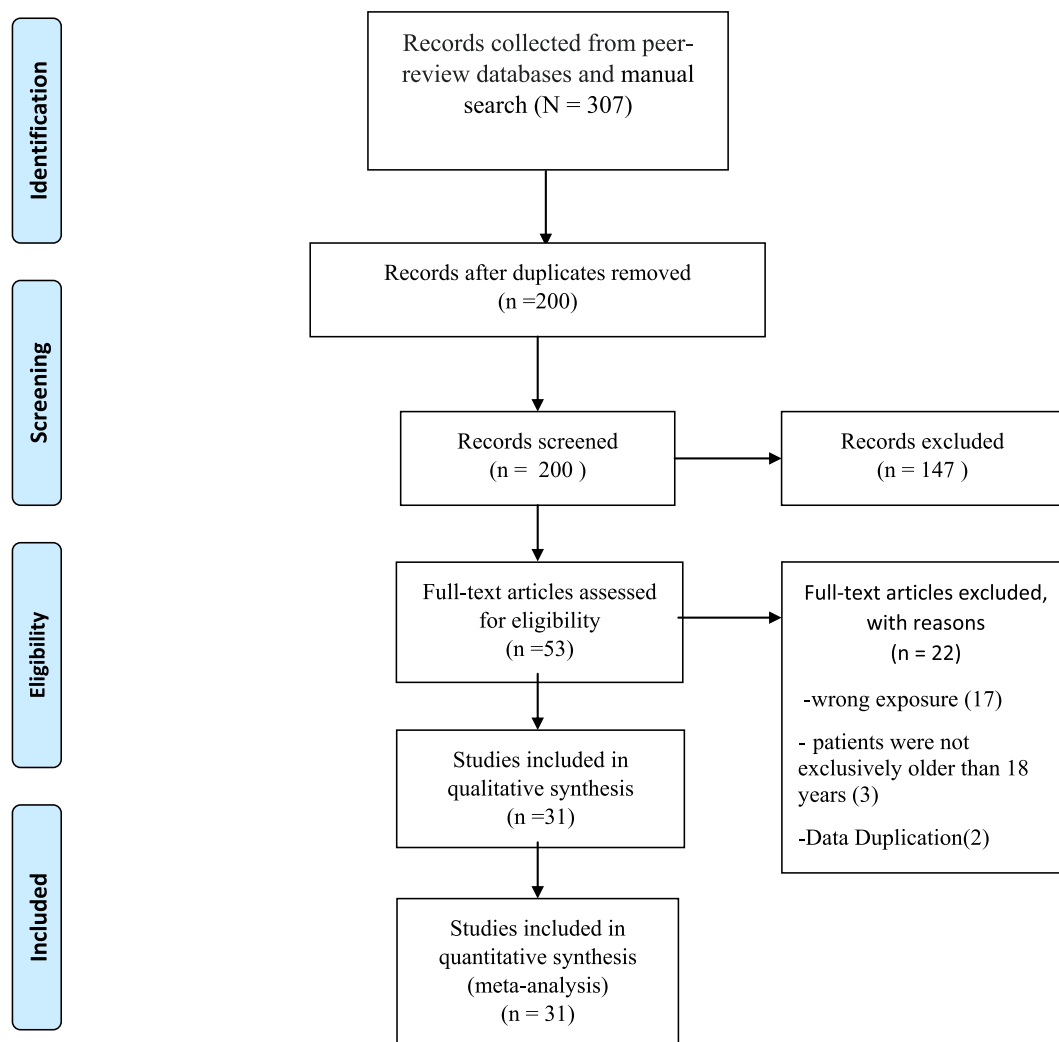 Identification
Records collected from peer-
review databases and manual
search (N = 307)
Records after duplicates removed
(n =200)
Screening
Records screened
(n =  200 )
Records excluded
(n = 147 )
Eligibility
Full-text articles assessed
for eligibility
(n =53)
Full-text articles excluded,
with reasons
(n = 22)
-wrong exposure (17)
- patients were not
exclusively older than 18
years (3)
-Data Duplication(2)
Studies included in
qualitative synthesis
(n =31)
Included
Studies included in
quantitative synthesis
(meta-analysis)
(n = 31)